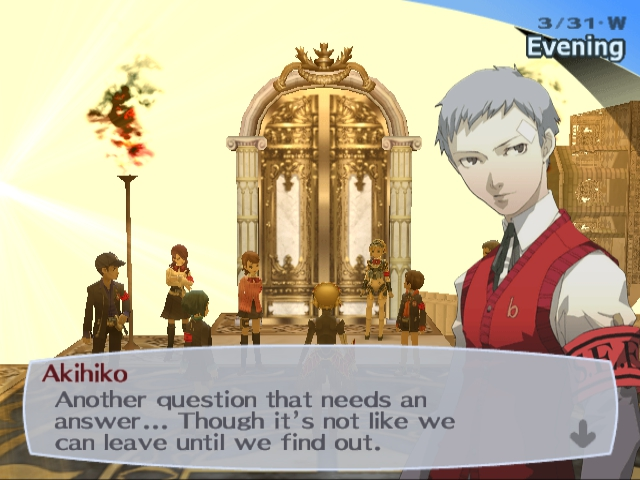 3/31·W
Evening
Akihiko
Another question that needs an
answer... Though it's not like we
can leave until we find out.